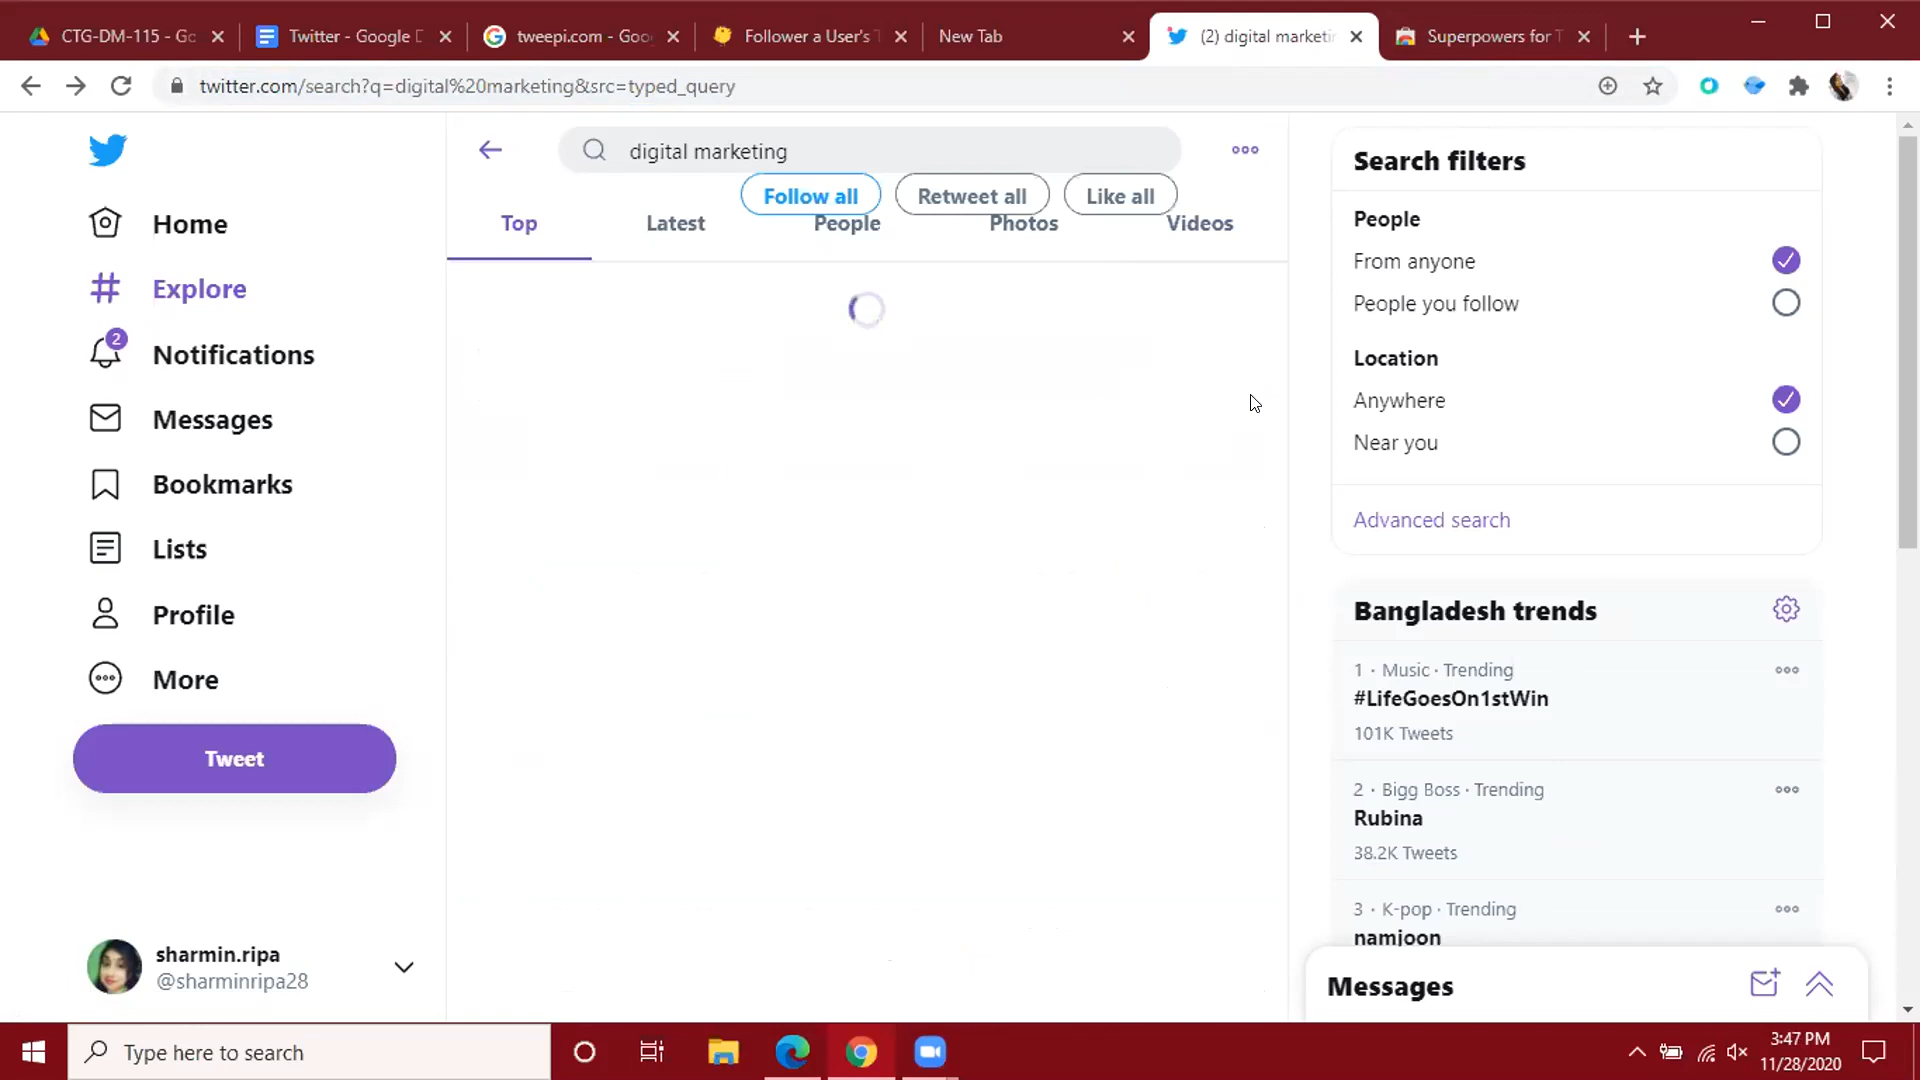 CTG-DM-115 - Go
Twitter - Google D
tweepi.com - Goo
Follower a User's T
New Tab
(2) digital marketin
Superpowers for T
twitter.com/search?q=digital%20marketing&src=typed_query
Home
Explore
2
Notifications
Messages
Bookmarks
Lists
Profile
More
Tweet
sharmin.ripa
@sharminripa28
digital marketing
Follow all
Retweet all
Like all
Top
Latest
People
Photos
Videos
Search filters
People
From anyone
People you follow
Location
Anywhere
Near you
Advanced search
Bangladesh trends
1 · Music · Trending
#LifeGoesOn1stWin
101K Tweets
2 · Bigg Boss · Trending
Rubina
38.2K Tweets
3 · K-pop · Trending
namjoon
Messages
Type here to search
3:47 PM
11/28/2020